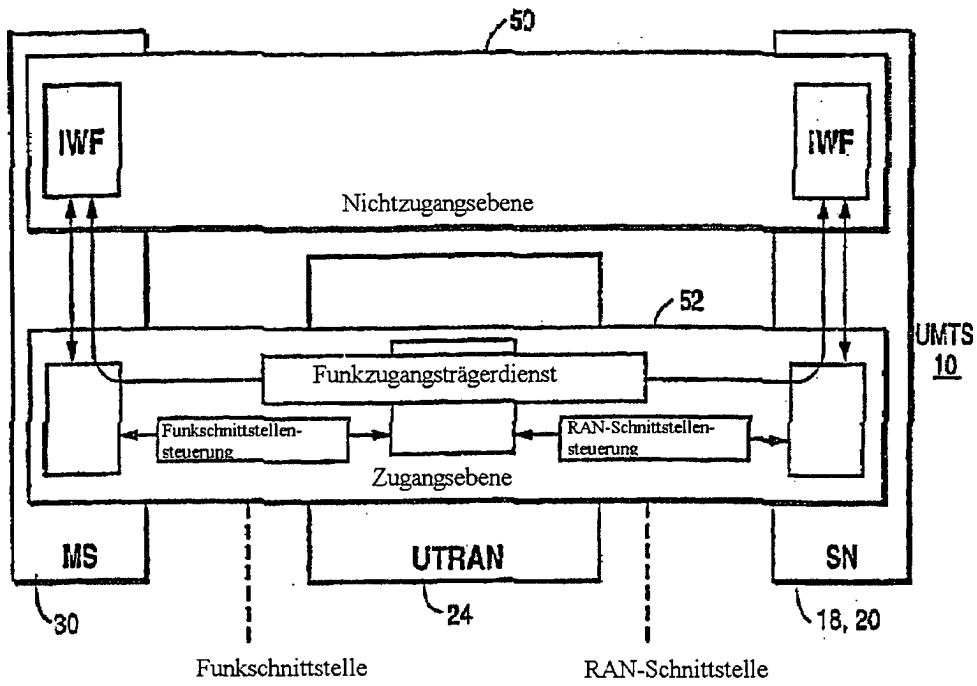 50
IWF
IWF
Nichtzugangsebene
52
UMTS
10
Funkzugangsträgerdienst
Funkschnittstellen-
steuerung
RAN-Schnittstellen-
steuerung
Zugangsebene
MS
UTRAN
SN
30
24
18, 20
Funkschnittstelle
RAN-Schnittstelle